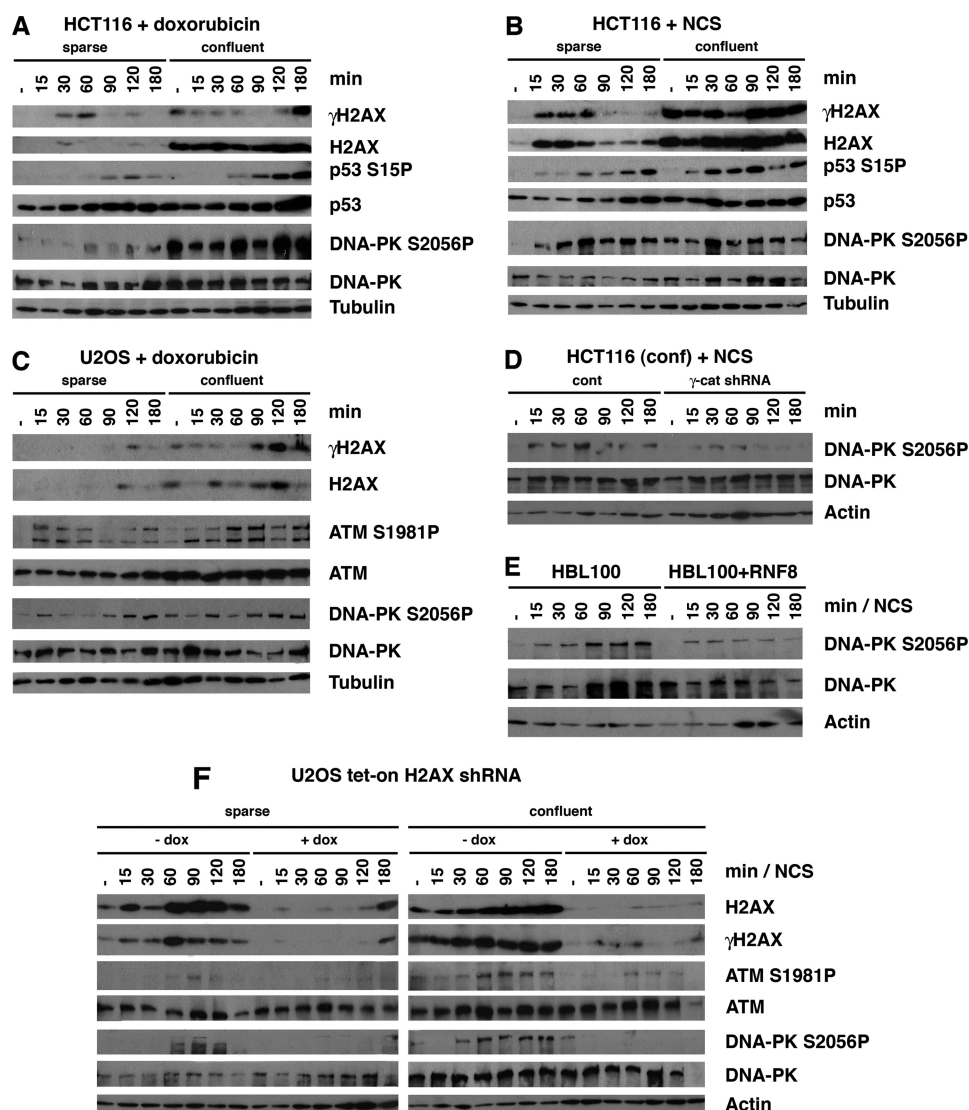 A HCT116 + doxorubicin
sparse confluent
- 15 30 60 90 120 180 - 15 30 60 90 120 180 min
γH2AX
H2AX
p53 S15P
p53
DNA-PK S2056P
DNA-PK
Tubulin
B HCT116 + NCS
sparse confluent
- 15 30 60 90 120 180 - 15 30 60 90 120 180 min
γH2AX
H2AX
p53 S15P
p53
DNA-PK S2056P
DNA-PK
Tubulin
C U2OS + doxorubicin
sparse confluent
- 15 30 60 90 120 180 - 15 30 60 90 120 180 min
γH2AX
H2AX
ATM S1981P
ATM
DNA-PK S2056P
DNA-PK
Tubulin
D HCT116 (conf) + NCS
cont γ-cat shRNA
- 15 30 60 90 120 180 - 15 30 60 90 120 180 min
DNA-PK S2056P
DNA-PK
Actin
E HBL100 HBL100+RNF8
- 15 30 60 90 120 180 - 15 30 60 90 120 180 min / NCS
DNA-PK S2056P
DNA-PK
Actin
F U2OS tet-on H2AX shRNA
sparse confluent
- dox + dox - dox + dox
- 15 30 60 90 120 180 - 15 30 60 90 120 180 - 15 30 60 90 120 180 - 15 30 60 90 120 180 min / NCS
H2AX
γH2AX
ATM S1981P
ATM
DNA-PK S2056P
DNA-PK
Actin